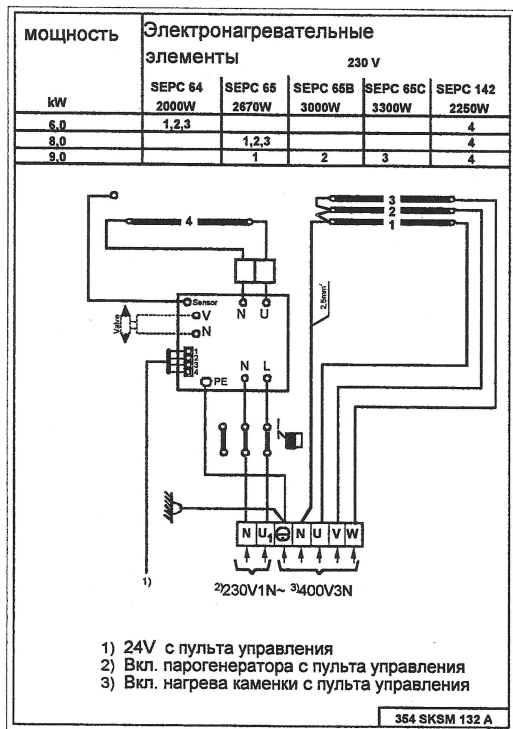 МОЩНОСТЬ
Электронагревательные
элементы 230 V
kW
SEPC 64 SEPC 65 SEPC 65B SEPC 65C SEPC 142
2000W 2670W 3000W 3300W 2250W
6,0 1,2,3 4
8,0 1,2,3 4
9,0 1 2 3 4
3
2
1
4
2,5mm²
Sensor N U
V
Valve
N
N L
PE
N U1 N U V W
1)
2)230V1N~ 3)400V3N
1) 24V с пульта управления
2) Вкл. парогенератора с пульта управления
3) Вкл. нагрева каменки с пульта управления
354 SKSM 132 A